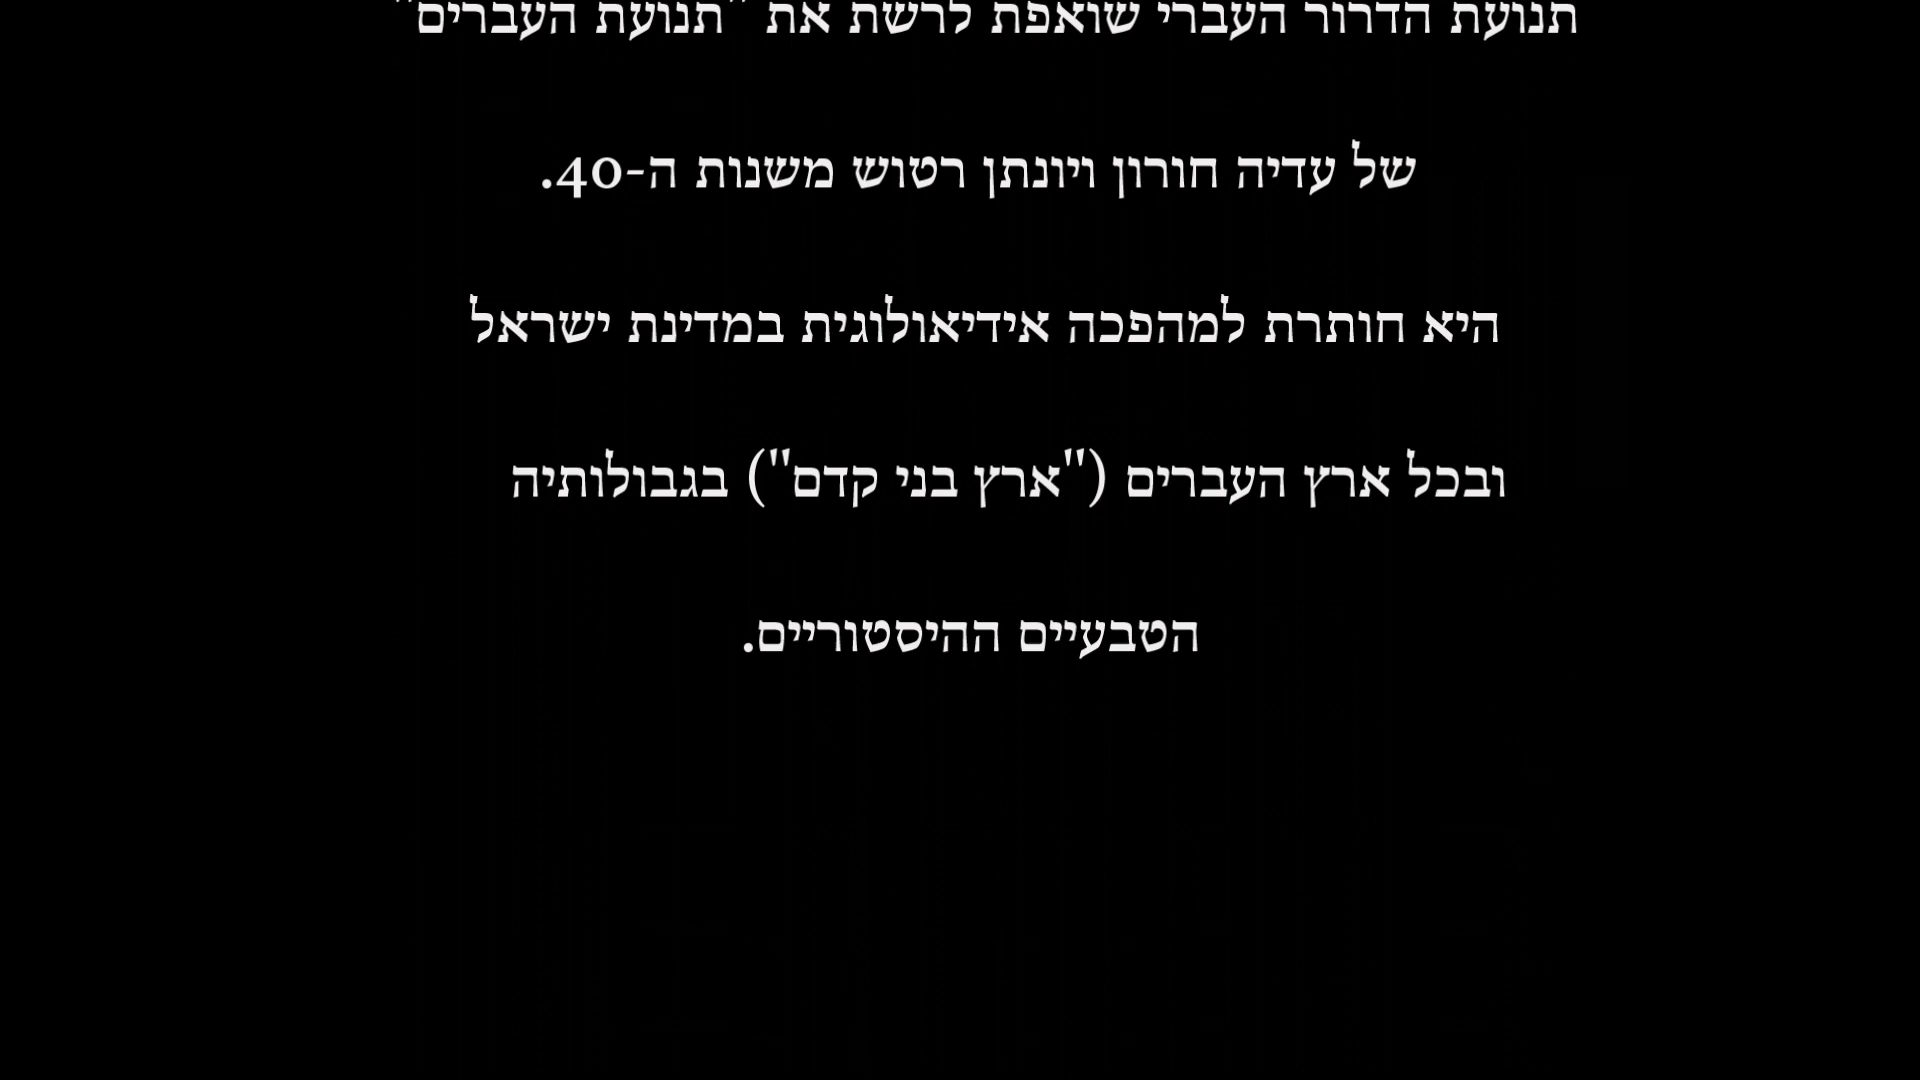 תנועת הדרור העברי שואפת לרשת את "תנועת העברים"
של עדיה חורון ויונתן רטוש משנות ה-40.
היא חותרת למהפכה אידיאולוגית במדינת ישראל
ובכל ארץ העברים ("ארץ בני קדם") בגבולותיה
הטבעיים ההיסטוריים.